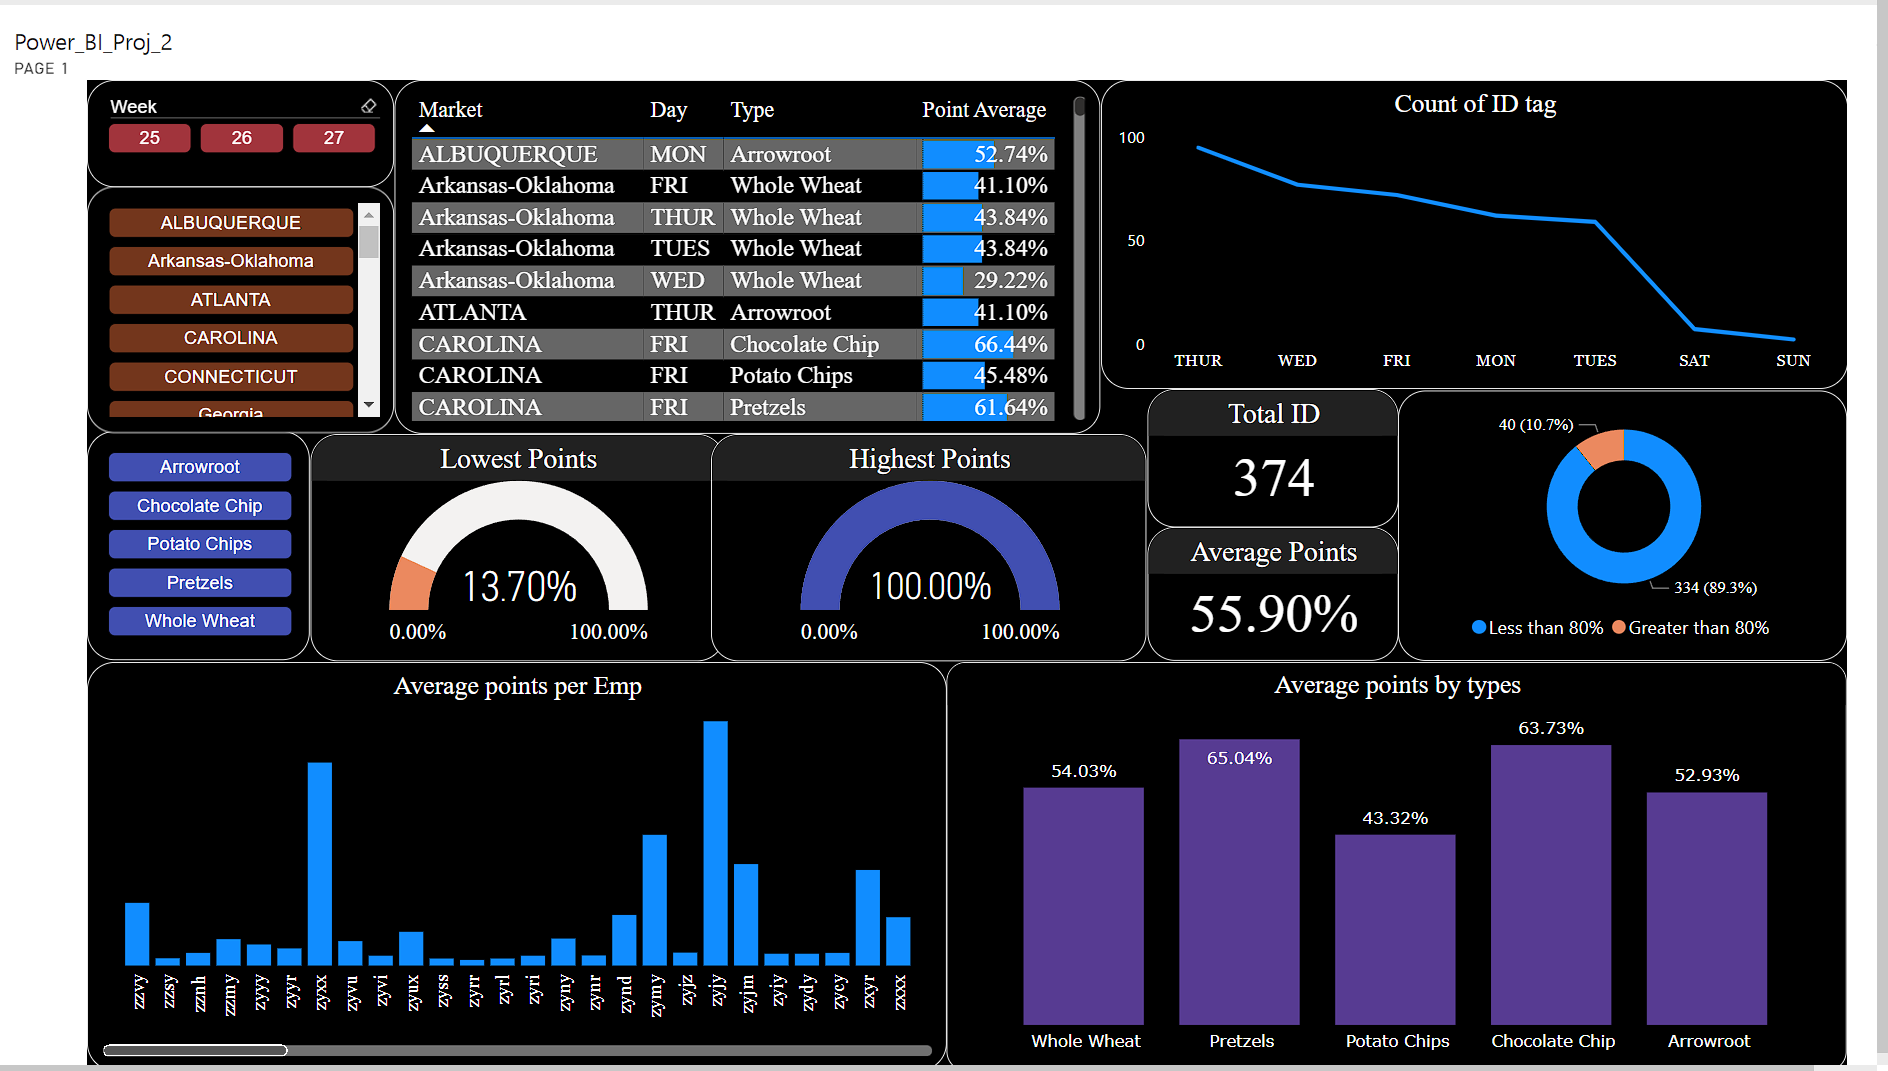 Power_BI_Proj_2
PAGE 1
Week
25 26 27
ALBUQUERQUE
Arkansas-Oklahoma
ATLANTA
CAROLINA
CONNECTICUT
Georgia
Market Day Type Point Average
ALBUQUERQUE MON Arrowroot 52.74%
Arkansas-Oklahoma FRI Whole Wheat 41.10%
Arkansas-Oklahoma THUR Whole Wheat 43.84%
Arkansas-Oklahoma TUES Whole Wheat 43.84%
Arkansas-Oklahoma WED Whole Wheat 29.22%
ATLANTA THUR Arrowroot 41.10%
CAROLINA FRI Chocolate Chip 66.44%
CAROLINA FRI Potato Chips 45.48%
CAROLINA FRI Pretzels 61.64%
Count of ID tag
100
50
0
THUR WED FRI MON TUES SAT SUN
Arrowroot
Chocolate Chip
Potato Chips
Pretzels
Whole Wheat
Lowest Points
13.70%
0.00% 100.00%
Highest Points
100.00%
0.00% 100.00%
Total ID
374
Average Points
55.90%
40 (10.7%)
334 (89.3%)
Less than 80% Greater than 80%
Average points per Emp
zzvy zzsy zznh zzmy zyyy zyyr zyxx zyvu zyvi zyux zyss zyrr zyrl zyri zyny zynr zynd zymy zyjz zyjy zyjm zyiy zydy zycy zxyr zxxx
Average points by types
54.03% 65.04% 43.32% 63.73% 52.93%
Whole Wheat Pretzels Potato Chips Chocolate Chip Arrowroot